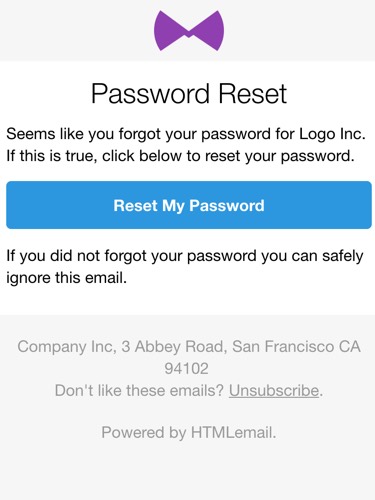 Password Reset
Seems like you forgot your password for Logo Inc.
If this is true, click below to reset your password.
Reset My Password
If you did not forgot your password you can safely
ignore this email.
Company Inc, 3 Abbey Road, San Francisco CA
94102
Don't like these emails? Unsubscribe.
Powered by HTMLemail.